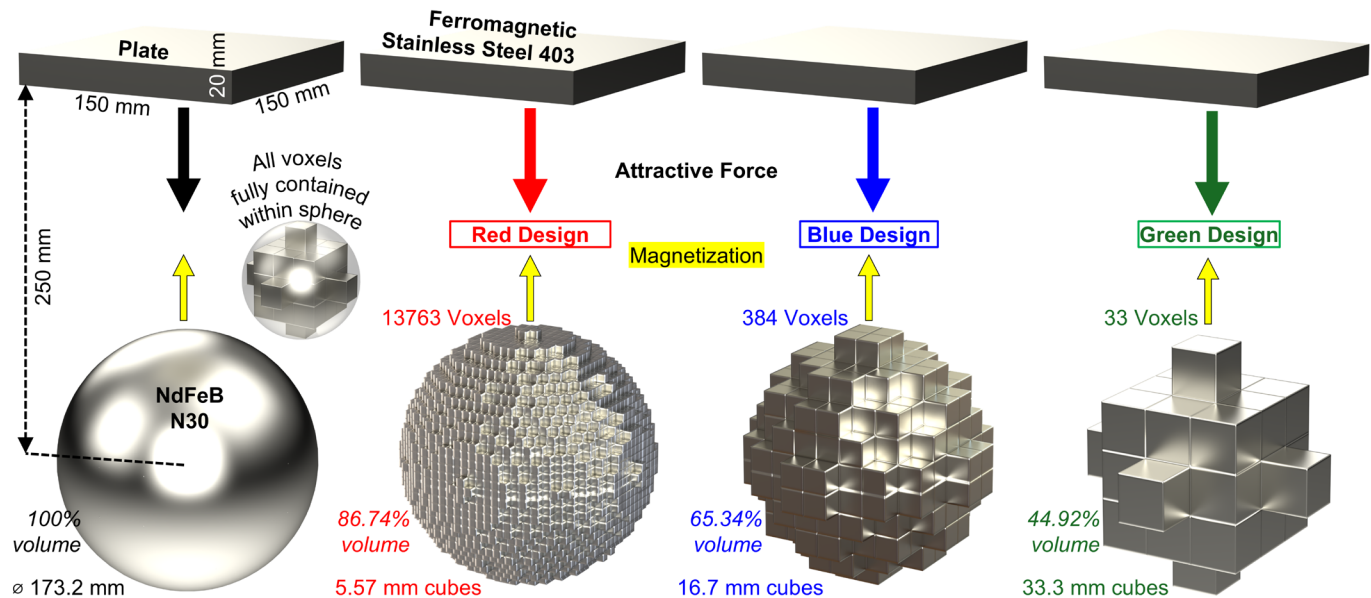 Plate
20 mm
150 mm
150 mm
250 mm
All voxels
fully contained
within sphere
NdFeB
N30
100%
volume
⌀ 173.2 mm
Ferromagnetic
Stainless Steel 403
Attractive Force
Magnetization
Red Design
13763 Voxels
86.74%
volume
5.57 mm cubes
Blue Design
384 Voxels
65.34%
volume
16.7 mm cubes
Green Design
33 Voxels
44.92%
volume
33.3 mm cubes